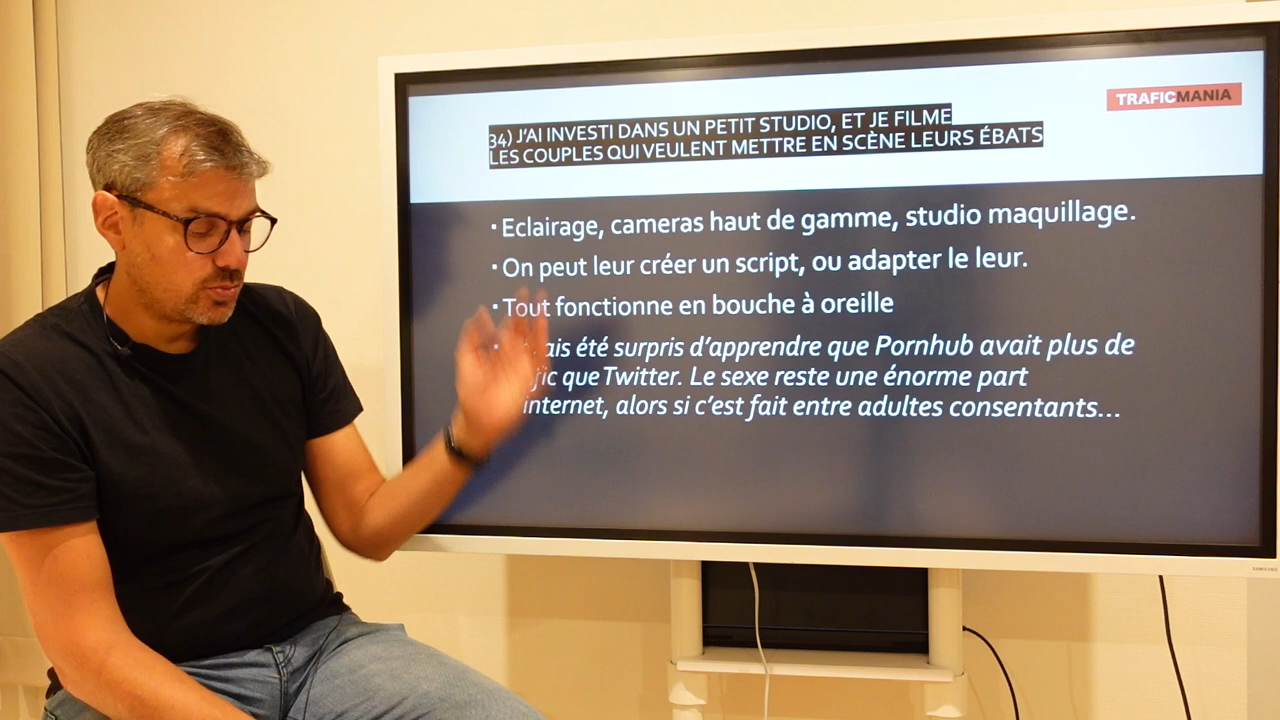 TRAFICMANIA
34) J'AI INVESTI DANS UN PETIT STUDIO, ET JE FILME
LES COUPLES QUI VEULENT METTRE EN SCÈNE LEURS ÉBATS
Eclairage, cameras haut de gamme, studio maquillage.
On peut leur créer un script, ou adapter le leur.
Tout fonctionne en bouche à oreille
été surpris d'apprendre que Pornhub avait plus de
que Twitter. Le sexe reste une énorme part
internet, alors si c'est fait entre adultes consentants...
SAMSUNG